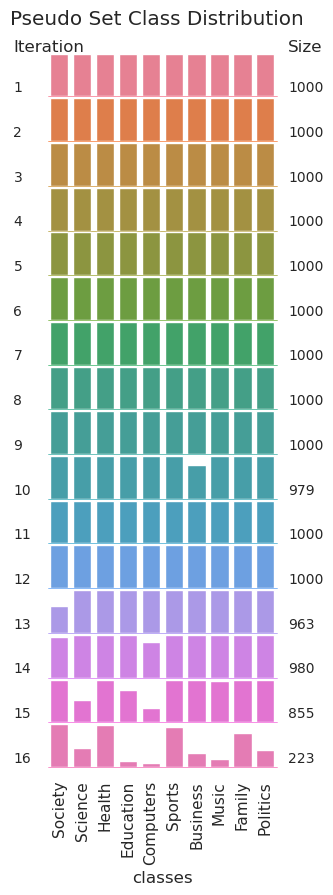 Pseudo Set Class Distribution
Iteration Size
1 1000
2 1000
3 1000
4 1000
5 1000
6 1000
7 1000
8 1000
9 1000
10 979
11 1000
12 1000
13 963
14 980
15 855
16 223
Society
Science
Health
Education
Computers
Sports
Business
Music
Family
Politics
classes